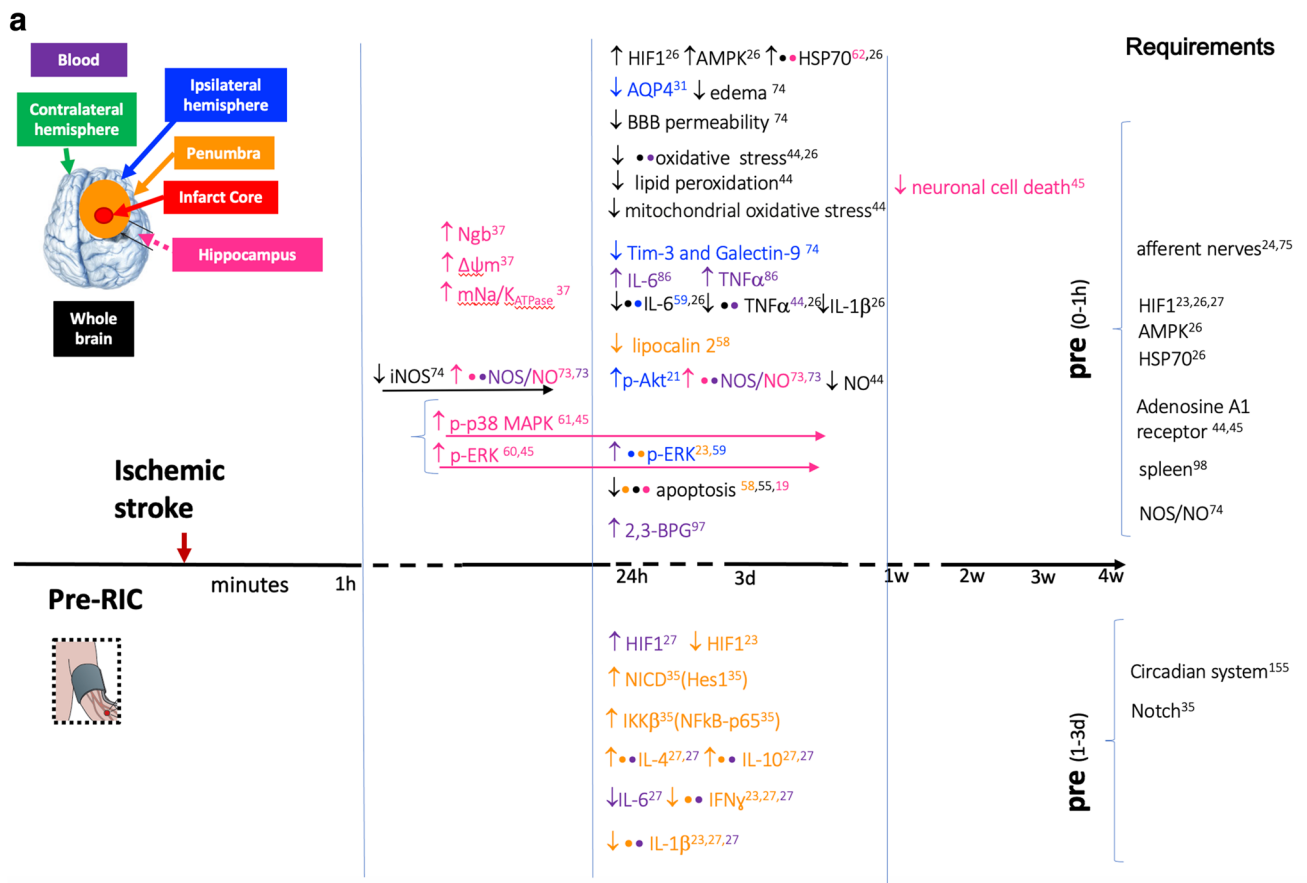 a
Blood
Contralateral
hemisphere
Ipsilateral
hemisphere
Penumbra
Infarct Core
Hippocampus
Whole
brain
Ischemic
stroke
minutes
1h
24h
3d
1w
2w
3w
4w
Pre-RIC
↑ Ngb37
↑ Δψm37
↑ mNa/KATPase 37
↓ iNOS74 ↑ ••NOS/NO73,73
↑ p-p38 MAPK 61,45
↑ p-ERK 60,45
↑ HIF126 ↑AMPK26 ↑••HSP7062,26
↓ AQP431 ↓ edema 74
↓ BBB permeability 74
↓ ••oxidative stress44,26
↓ lipid peroxidation44
↓ mitochondrial oxidative stress44
↓ Tim-3 and Galectin-9 74
↑ IL-686 ↑ TNFα86
↓••IL-659,26 ↓ •• TNFα44,26 ↓IL-1β26
↓ lipocalin 258
↑p-Akt21 ↑ ••NOS/NO73,73 ↓ NO44
↑ ••p-ERK23,59
↓••• apoptosis 58,55,19
↑ 2,3-BPG97
↓ neuronal cell death45
Requirements
pre (0-1h)
afferent nerves24,75
HIF123,26,27
AMPK26
HSP7026
Adenosine A1
receptor 44,45
spleen98
NOS/NO74
↑ HIF127 ↓ HIF123
↑ NICD35(Hes135)
↑ IKKβ35(NFkB-p6535)
↑••IL-427,27 ↑•• IL-1027,27
↓IL-627 ↓ •• IFNɣ23,27,27
↓ •• IL-1β23,27,27
pre (1-3d)
Circadian system155
Notch35